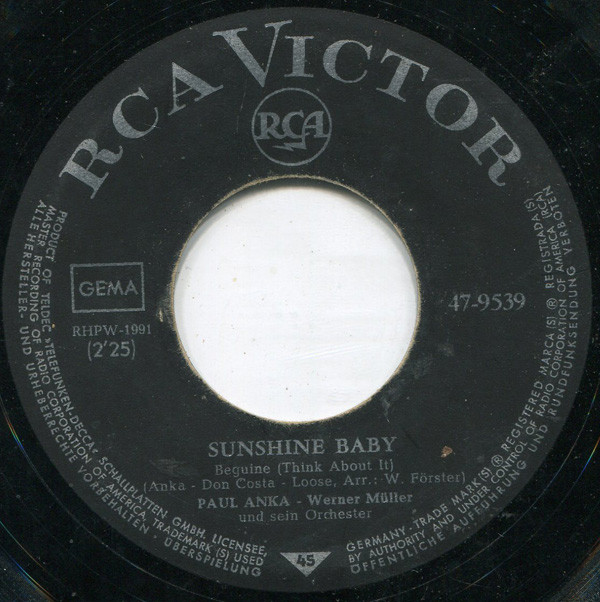 RCA VICTOR
RCA
GEMA
RHPW-1991
(2'25)
47-9539
SUNSHINE BABY
Beguine (Think About It)
(Anka - Don Costa - Loose, Arr.: W. Förster)
PAUL ANKA - Werner Müller
und sein Orchester
45
PRODUCT OF TELDEC »TELEFUNKEN-DECCA« SCHALLPLATTEN GMBH. LICENSEE,
MASTER RECORDING OF RADIO CORPORATION OF AMERICA, TRADEMARK (S) USED
ALLE HERSTELLER- UND URHEBERRECHTE VORBEHALTEN · ÜBERSPIELUNG
GERMANY · TRADE MARK (S) ® REGISTERED MARCA (S) ® REGISTRADA (S)
BY AUTHORITY AND UNDER CONTROL OF RADIO CORPORATION OF AMERICA (RCA)
ÖFFENTLICHE AUFFÜHRUNG UND RUNDFUNKSENDUNG VERBOTEN